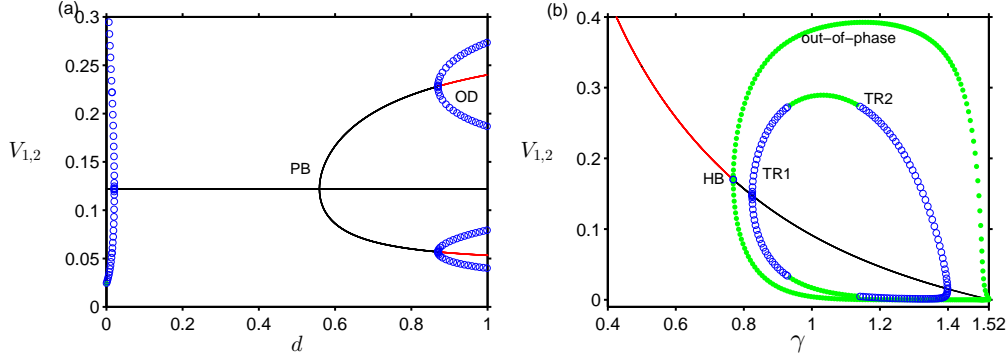 (a)
0.3
0.25
0.2
0.15
0.1
0.05
0
V1,2
PB
OD
0 0.2 0.4 0.6 0.8 1
d
(b)
0.4
0.3
0.2
0.1
0
V1,2
out−of−phase
TR2
HB
TR1
0.4 0.6 0.8 1 1.2 1.4 1.52
γ